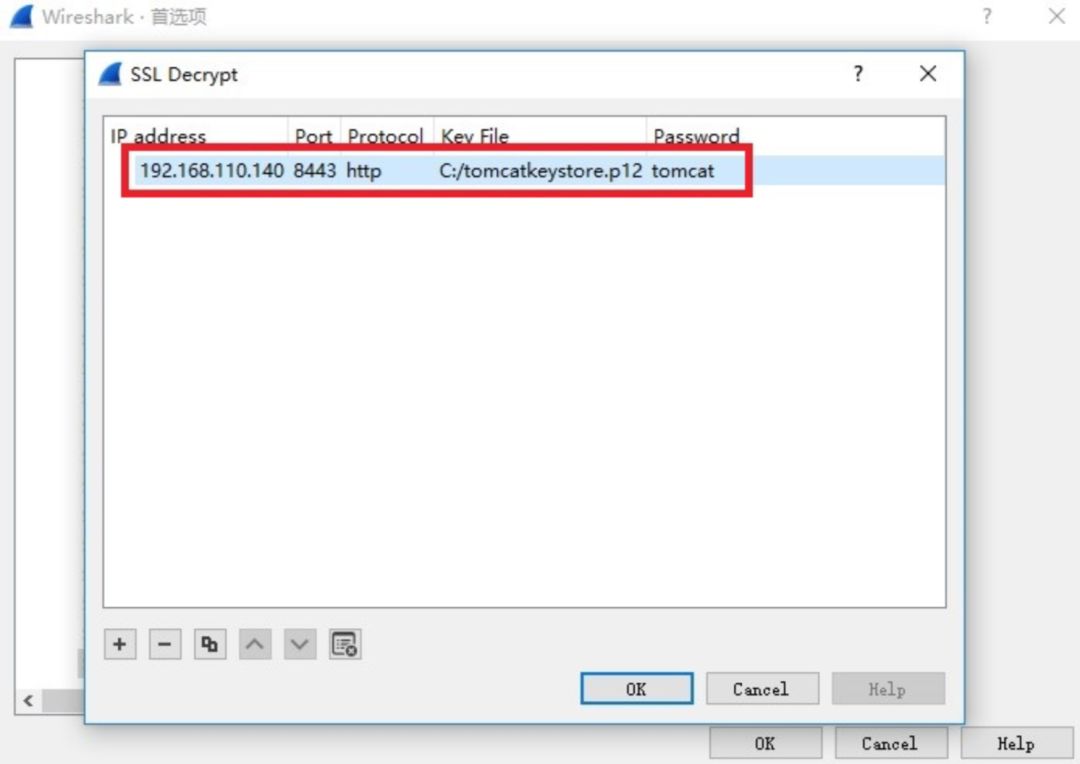 Wireshark · 首选项
SSL Decrypt
IP address Port Protocol Key File Password
192.168.110.140 8443 http C:/tomcatkeystore.p12 tomcat
OK Cancel Help
OK Cancel Help